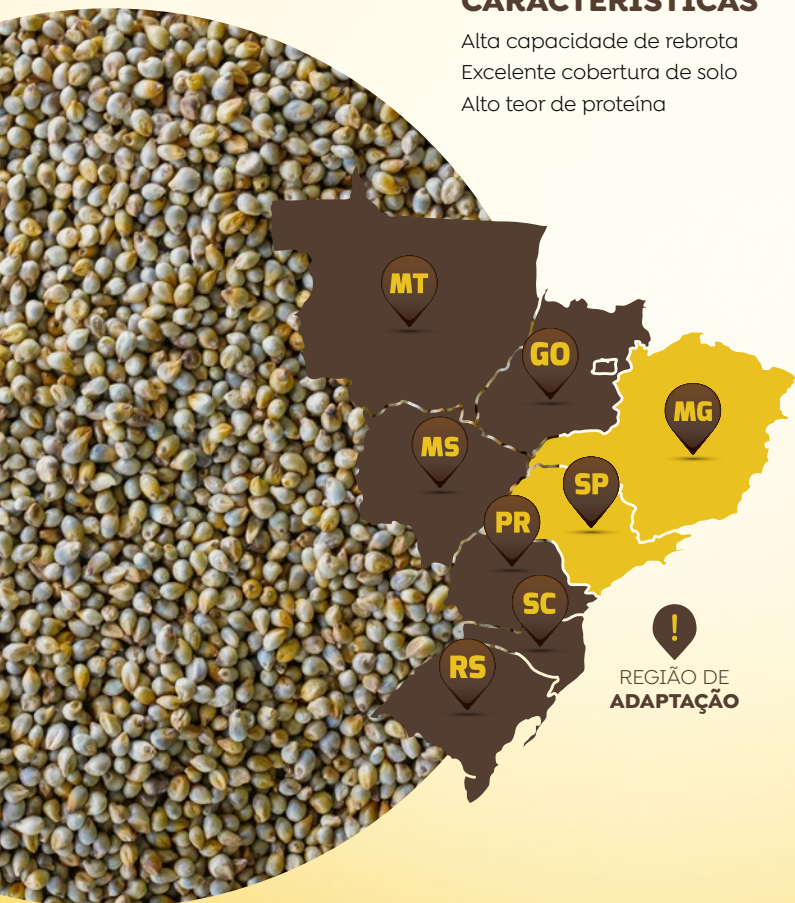 CARACTERÍSTICAS
Alta capacidade de rebrota
Excelente cobertura de solo
Alto teor de proteína
MT
GO
MG
MS
SP
PR
SC
RS
!
REGIÃO DE
ADAPTAÇÃO